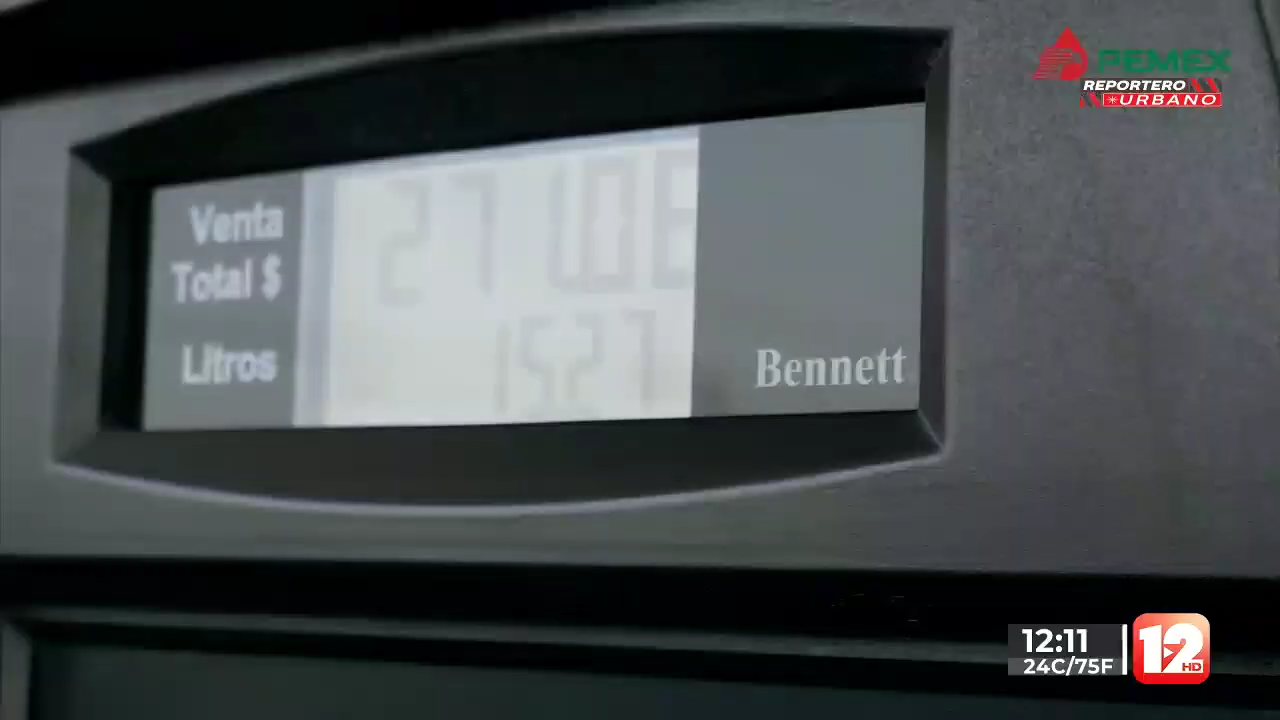 PEMEX
REPORTERO
URBANO
Venta
Total $
Litros
Bennett
12:11
24C/75F
12
HD